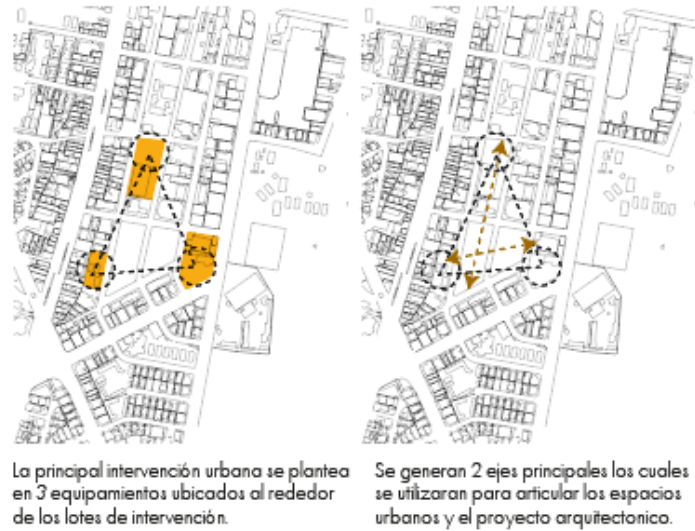 La principal intervención urbana se plantea
en 3 equipamientos ubicados al rededor
de los lotes de intervención.
Se generan 2 ejes principales los cuales
se utilizaran para articular los espacios
urbanos y el proyecto arquitectonico.